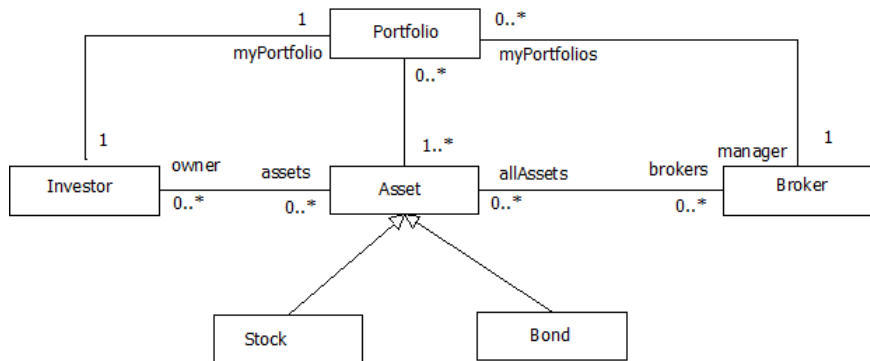 1
Portfolio
0..*
myPortfolio
myPortfolios
0..*
1
1..*
manager
1
owner
assets
allAssets
brokers
Investor
Asset
Broker
0..*
0..*
0..*
0..*
Stock
Bond